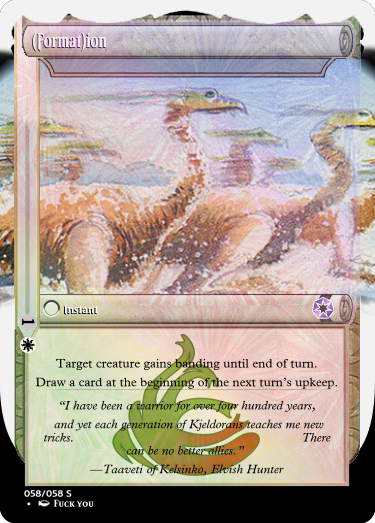 (Format)ion
Instant
1
Target creature gains banding until end of turn.
Draw a card at the beginning of the next turn's upkeep.
“I have been a warrior for over four hundred years,
and yet each generation of Kjeldorans teaches me new
tricks. There
can be no better allies.”
—Taaveti of Kelsinko, Elvish Hunter
058/058 S
• Fuck you